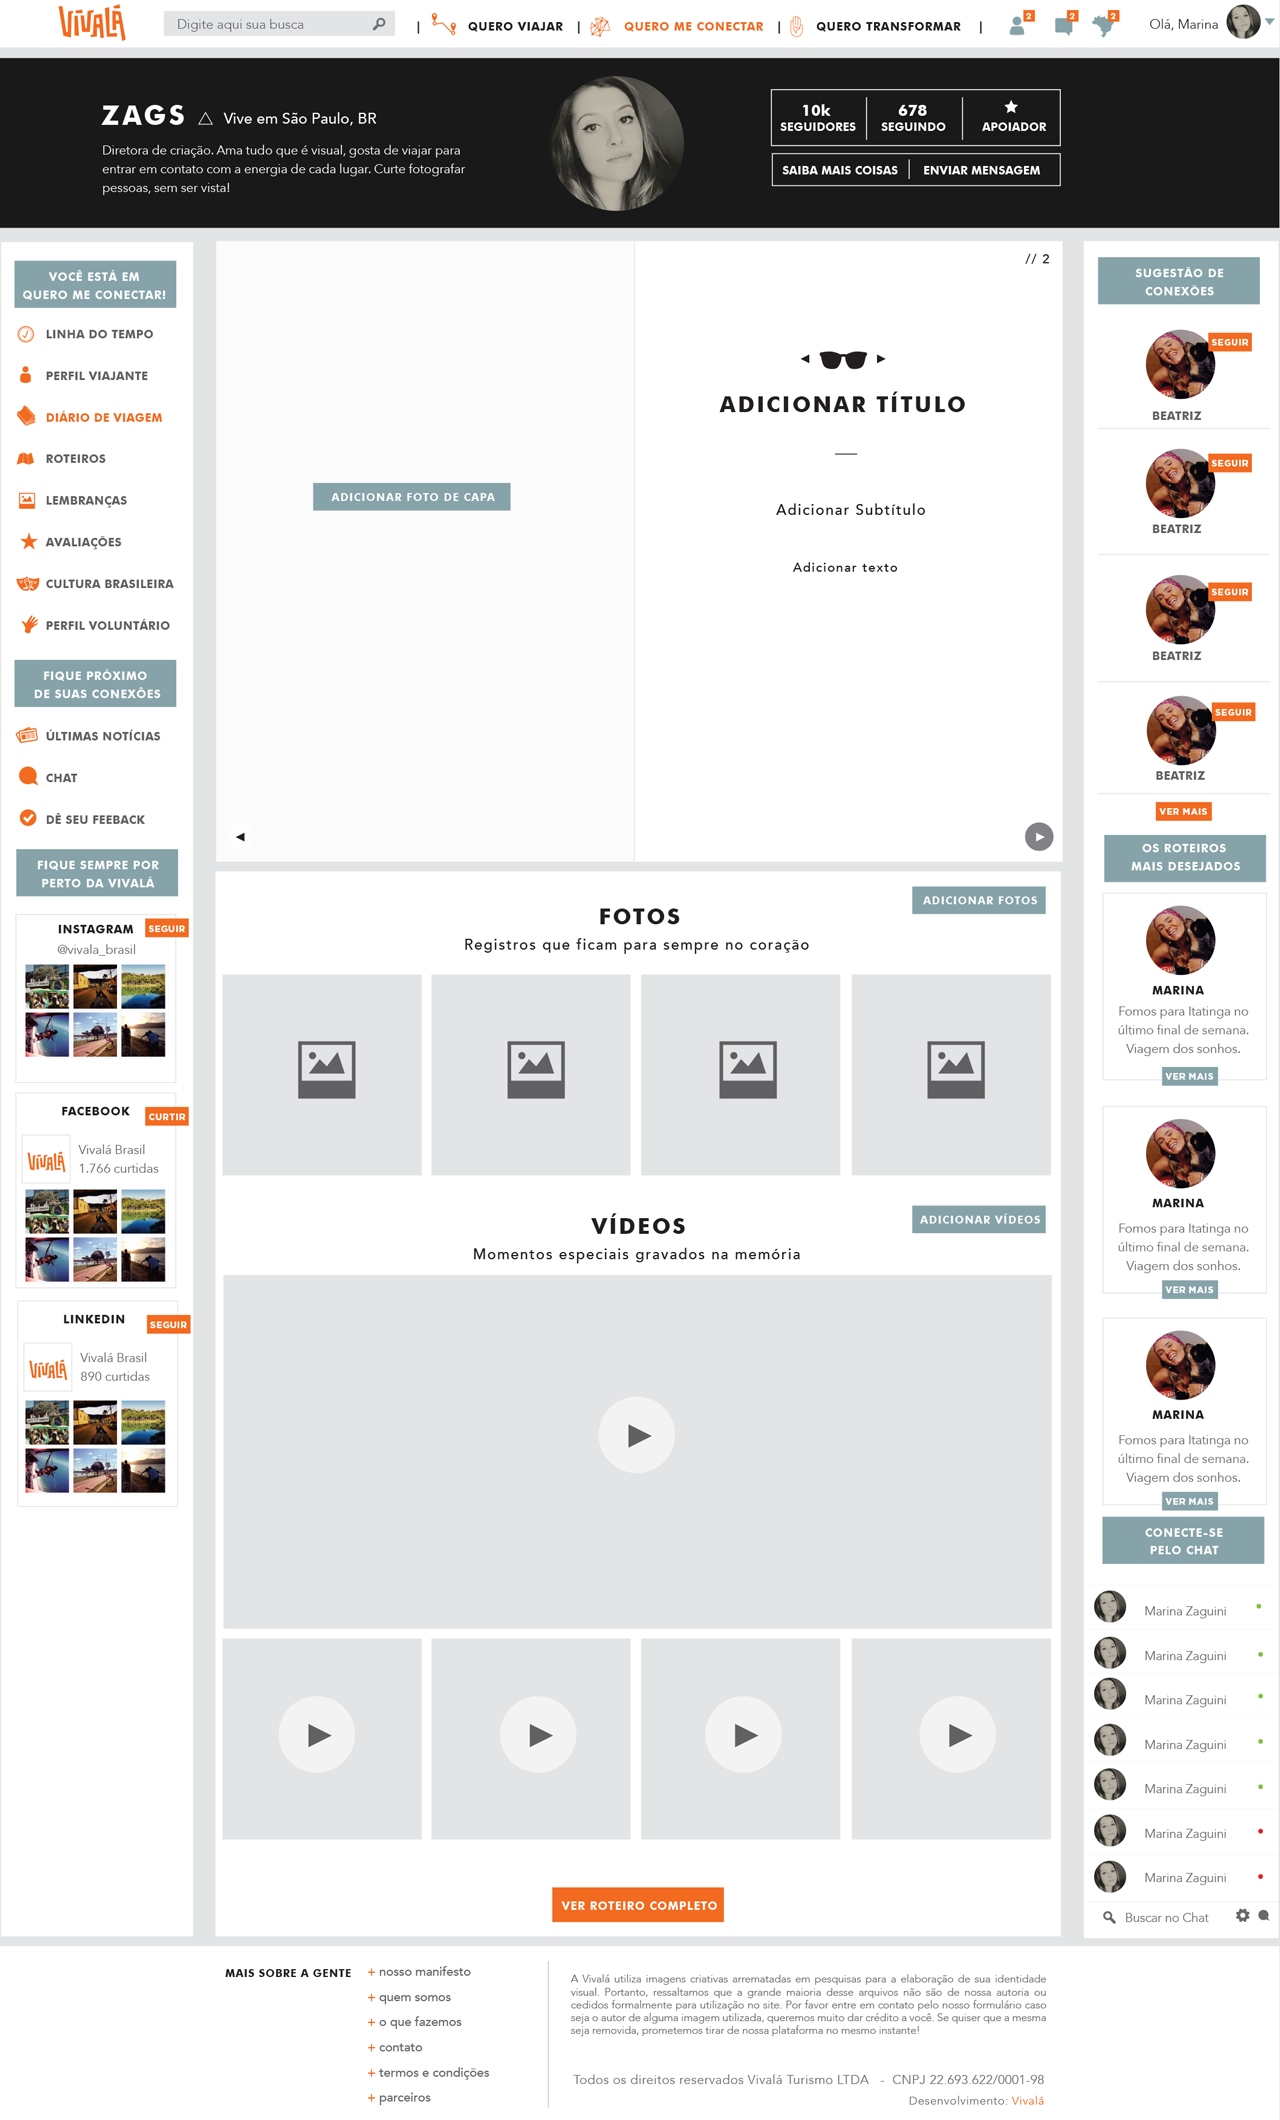 VIVALÁ
Digite aqui sua busca
| QUERO VIAJAR | QUERO ME CONECTAR | QUERO TRANSFORMAR |
2 2 2
Olá, Marina
ZAGS Vive em São Paulo, BR
Diretora de criação. Ama tudo que é visual, gosta de viajar para
entrar em contato com a energia de cada lugar. Curte fotografar
pessoas, sem ser vista!
10k 678
SEGUIDORES SEGUINDO APOIADOR
SAIBA MAIS COISAS ENVIAR MENSAGEM
VOCÊ ESTÁ EM
QUERO ME CONECTAR!
LINHA DO TEMPO
PERFIL VIAJANTE
DIÁRIO DE VIAGEM
ROTEIROS
LEMBRANÇAS
AVALIAÇÕES
CULTURA BRASILEIRA
PERFIL VOLUNTÁRIO
FIQUE PRÓXIMO
DE SUAS CONEXÕES
ÚLTIMAS NOTÍCIAS
CHAT
DÊ SEU FEEBACK
FIQUE SEMPRE POR
PERTO DA VIVALÁ
INSTAGRAM
SEGUIR
@vivala_brasil
FACEBOOK
CURTIR
VIVALÁ
Vivalá Brasil
1.766 curtidas
LINKEDIN
SEGUIR
VIVALÁ
Vivalá Brasil
890 curtidas
// 2
ADICIONAR TÍTULO
Adicionar Subtítulo
Adicionar texto
ADICIONAR FOTO DE CAPA
ADICIONAR FOTOS
FOTOS
Registros que ficam para sempre no coração
ADICIONAR VÍDEOS
VÍDEOS
Momentos especiais gravados na memória
VER ROTEIRO COMPLETO
SUGESTÃO DE
CONEXÕES
SEGUIR
BEATRIZ
SEGUIR
BEATRIZ
SEGUIR
BEATRIZ
SEGUIR
BEATRIZ
VER MAIS
OS ROTEIROS
MAIS DESEJADOS
MARINA
Fomos para Itatinga no
último final de semana.
Viagem dos sonhos.
VER MAIS
MARINA
Fomos para Itatinga no
último final de semana.
Viagem dos sonhos.
VER MAIS
MARINA
Fomos para Itatinga no
último final de semana.
Viagem dos sonhos.
VER MAIS
CONECTE-SE
PELO CHAT
Marina Zaguini
Marina Zaguini
Marina Zaguini
Marina Zaguini
Marina Zaguini
Marina Zaguini
Marina Zaguini
Buscar no Chat
MAIS SOBRE A GENTE
+ nosso manifesto
+ quem somos
+ o que fazemos
+ contato
+ termos e condições
+ parceiros
A Vivalá utiliza imagens criativas arrematadas em pesquisas para a elaboração de sua identidade
visual. Portanto, ressaltamos que a grande maioria desse arquivos não são de nossa autoria ou
cedidos formalmente para utilização no site. Por favor entre em contato pelo nosso formulário caso
seja o autor de alguma imagem utilizada, queremos muito dar crédito a você. Se quiser que a mesma
seja removida, prometemos tirar de nossa plataforma no mesmo instante!
Todos os direitos reservados Vivalá Turismo LTDA - CNPJ 22.693.622/0001-98
Desenvolvimento: Vivalá